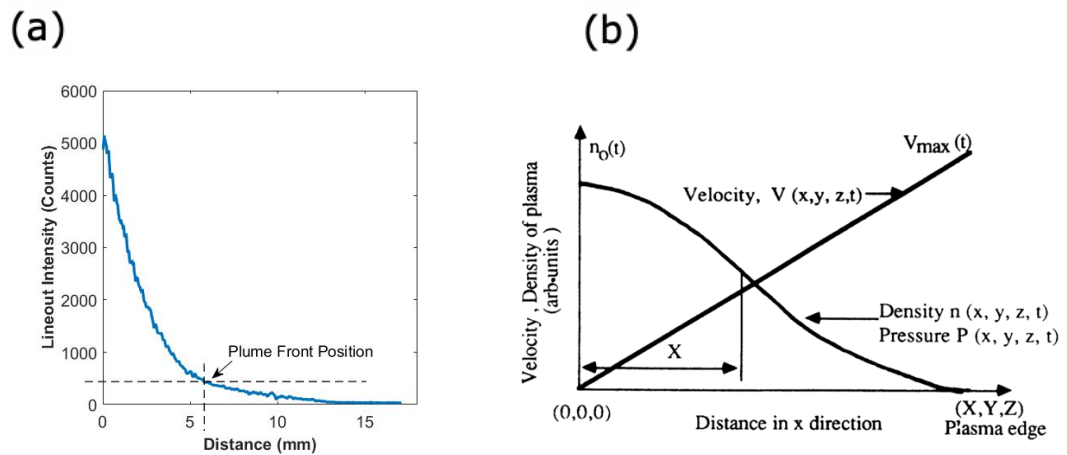 (a)
6000
5000
4000
3000
2000
1000
0
Lineout Intensity (Counts)
Plume Front Position
0 5 10 15
Distance (mm)
(b)
n₀(t)
Vmax (t)
Velocity, V (x,y, z,t)
Velocity , Density of plasma
(arb-units )
Density n (x, y, z, t)
Pressure P (x, y, z, t)
X
(0,0,0)
Distance in x direction
(X,Y,Z)
Plasma edge